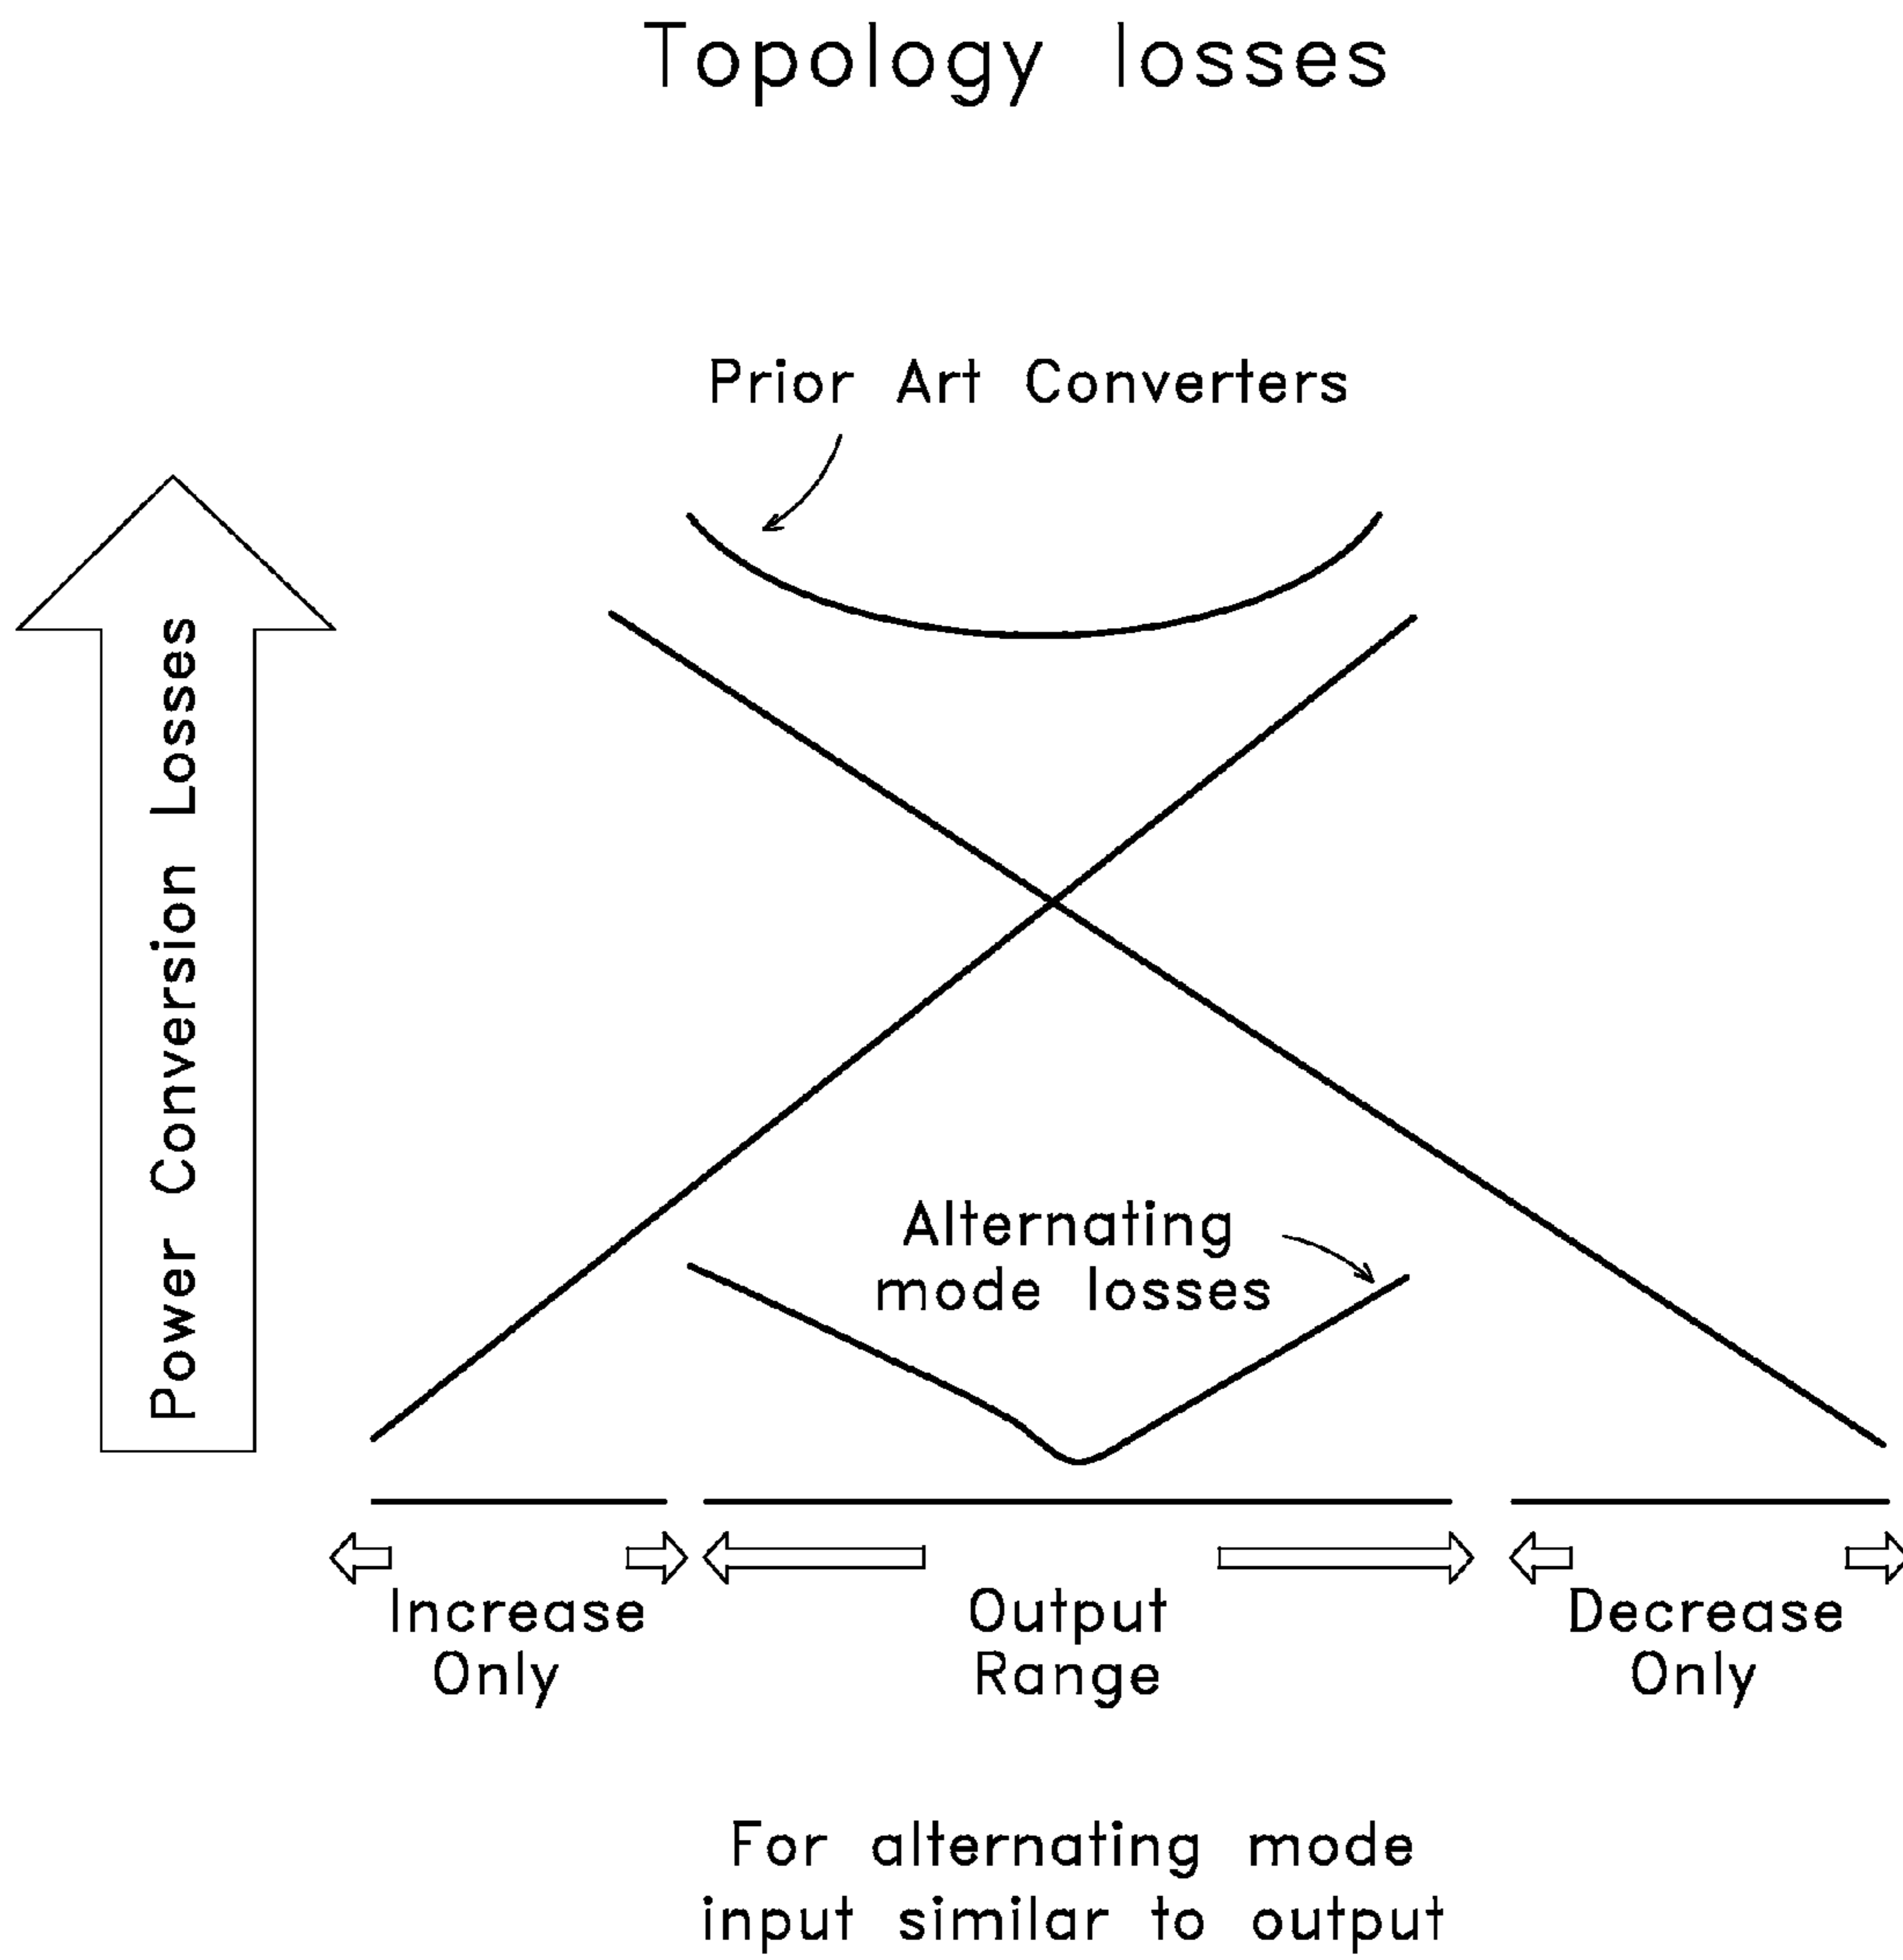 Topology losses
Prior Art Converters
Power Conversion Losses
Alternating
mode losses
Increase
Only
Output
Range
Decrease
Only
For alternating mode
input similar to output